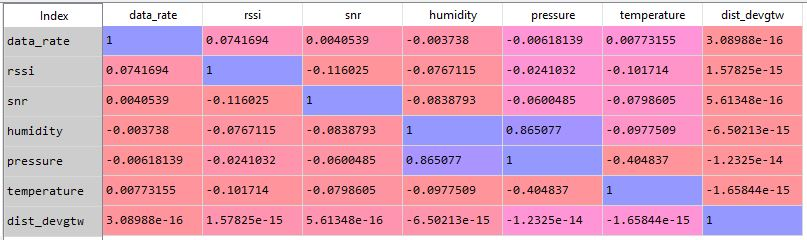 Index data_rate rssi snr humidity pressure temperature dist_devgtw
data_rate 1 0.0741694 0.0040539 -0.003738 -0.00618139 0.00773155 3.08988e-16
rssi 0.0741694 1 -0.116025 -0.0767115 -0.0241032 -0.101714 1.57825e-15
snr 0.0040539 -0.116025 1 -0.0838793 -0.0600485 -0.0798605 5.61348e-16
humidity -0.003738 -0.0767115 -0.0838793 1 0.865077 -0.0977509 -6.50213e-15
pressure -0.00618139 -0.0241032 -0.0600485 0.865077 1 -0.404837 -1.2325e-14
temperature 0.00773155 -0.101714 -0.0798605 -0.0977509 -0.404837 1 -1.65844e-15
dist_devgtw 3.08988e-16 1.57825e-15 5.61348e-16 -6.50213e-15 -1.2325e-14 -1.65844e-15 1